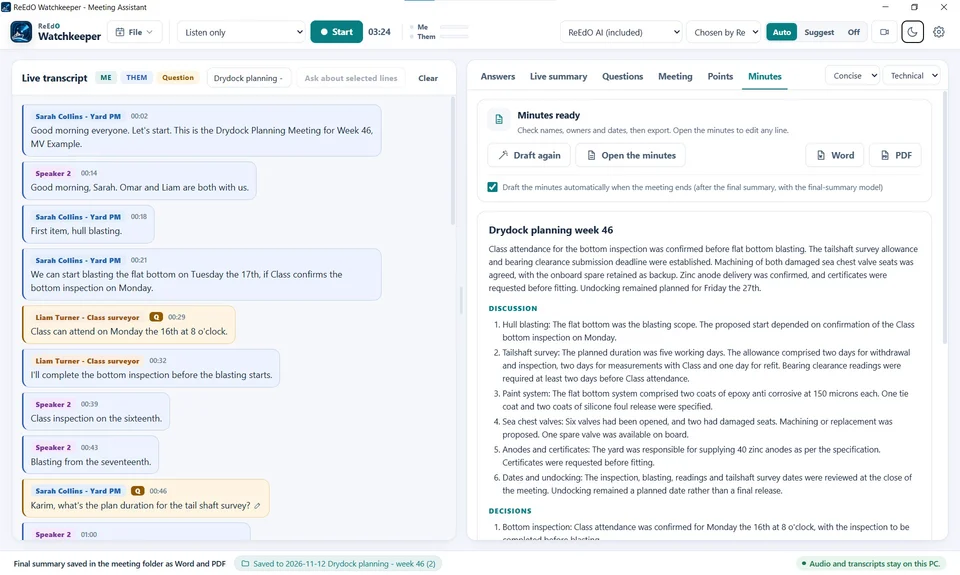 ReEdO Watchkeeper - Meeting Assistant
ReEdO
Watchkeeper
File
Listen only
Start
03:24
Me
Them
ReEdO AI (included)
Chosen by Re
Auto
Suggest
Off
Live transcript
ME
THEM
Question
Drydock planning -
Ask about selected lines
Clear
Sarah Collins - Yard PM 00:02
Good morning everyone. Let's start. This is the Drydock Planning Meeting for Week 46,
MV Example.
Speaker 2 00:14
Good morning, Sarah. Omar and Liam are both with us.
Sarah Collins - Yard PM 00:18
First item, hull blasting.
Sarah Collins - Yard PM 00:21
We can start blasting the flat bottom on Tuesday the 17th, if Class confirms the
bottom inspection on Monday.
Liam Turner - Class surveyor Q 00:29
Class can attend on Monday the 16th at 8 o'clock.
Liam Turner - Class surveyor 00:32
I'll complete the bottom inspection before the blasting starts.
Speaker 2 00:39
Class inspection on the sixteenth.
Speaker 2 00:43
Blasting from the seventeenth.
Sarah Collins - Yard PM Q 00:46
Karim, what's the plan duration for the tail shaft survey?
Speaker 2 01:00
Answers
Live summary
Questions
Meeting
Points
Minutes
Concise
Technical
Minutes ready
Check names, owners and dates, then export. Open the minutes to edit any line.
Draft again
Open the minutes
Word
PDF
Draft the minutes automatically when the meeting ends (after the final summary, with the final-summary model)
Drydock planning week 46
Class attendance for the bottom inspection was confirmed before flat bottom blasting. The tailshaft survey allowance
and bearing clearance submission deadline were established. Machining of both damaged sea chest valve seats was
agreed, with the onboard spare retained as backup. Zinc anode delivery was confirmed, and certificates were
requested before fitting. Undocking remained planned for Friday the 27th.
DISCUSSION
1. Hull blasting: The flat bottom was the blasting scope. The proposed start depended on confirmation of the Class
bottom inspection on Monday.
2. Tailshaft survey: The planned duration was five working days. The allowance comprised two days for withdrawal
and inspection, two days for measurements with Class and one day for refit. Bearing clearance readings were
required at least two days before Class attendance.
3. Paint system: The flat bottom system comprised two coats of epoxy anti corrosive at 150 microns each. One tie
coat and two coats of silicone foul release were specified.
4. Sea chest valves: Six valves had been opened, and two had damaged seats. Machining or replacement was
proposed. One spare valve was available on board.
5. Anodes and certificates: The yard was responsible for supplying 40 zinc anodes as per the specification.
Certificates were requested before fitting.
6. Dates and undocking: The inspection, blasting, readings and tailshaft survey dates were reviewed at the close of
the meeting. Undocking remained a planned date rather than a final release.
DECISIONS
1. Bottom inspection: Class attendance was confirmed for Monday the 16th at 8 o'clock, with the inspection to be
completed before blasting.
Final summary saved in the meeting folder as Word and PDF
Saved to 2026-11-12 Drydock planning - week 46 (2)
Audio and transcripts stay on this PC.